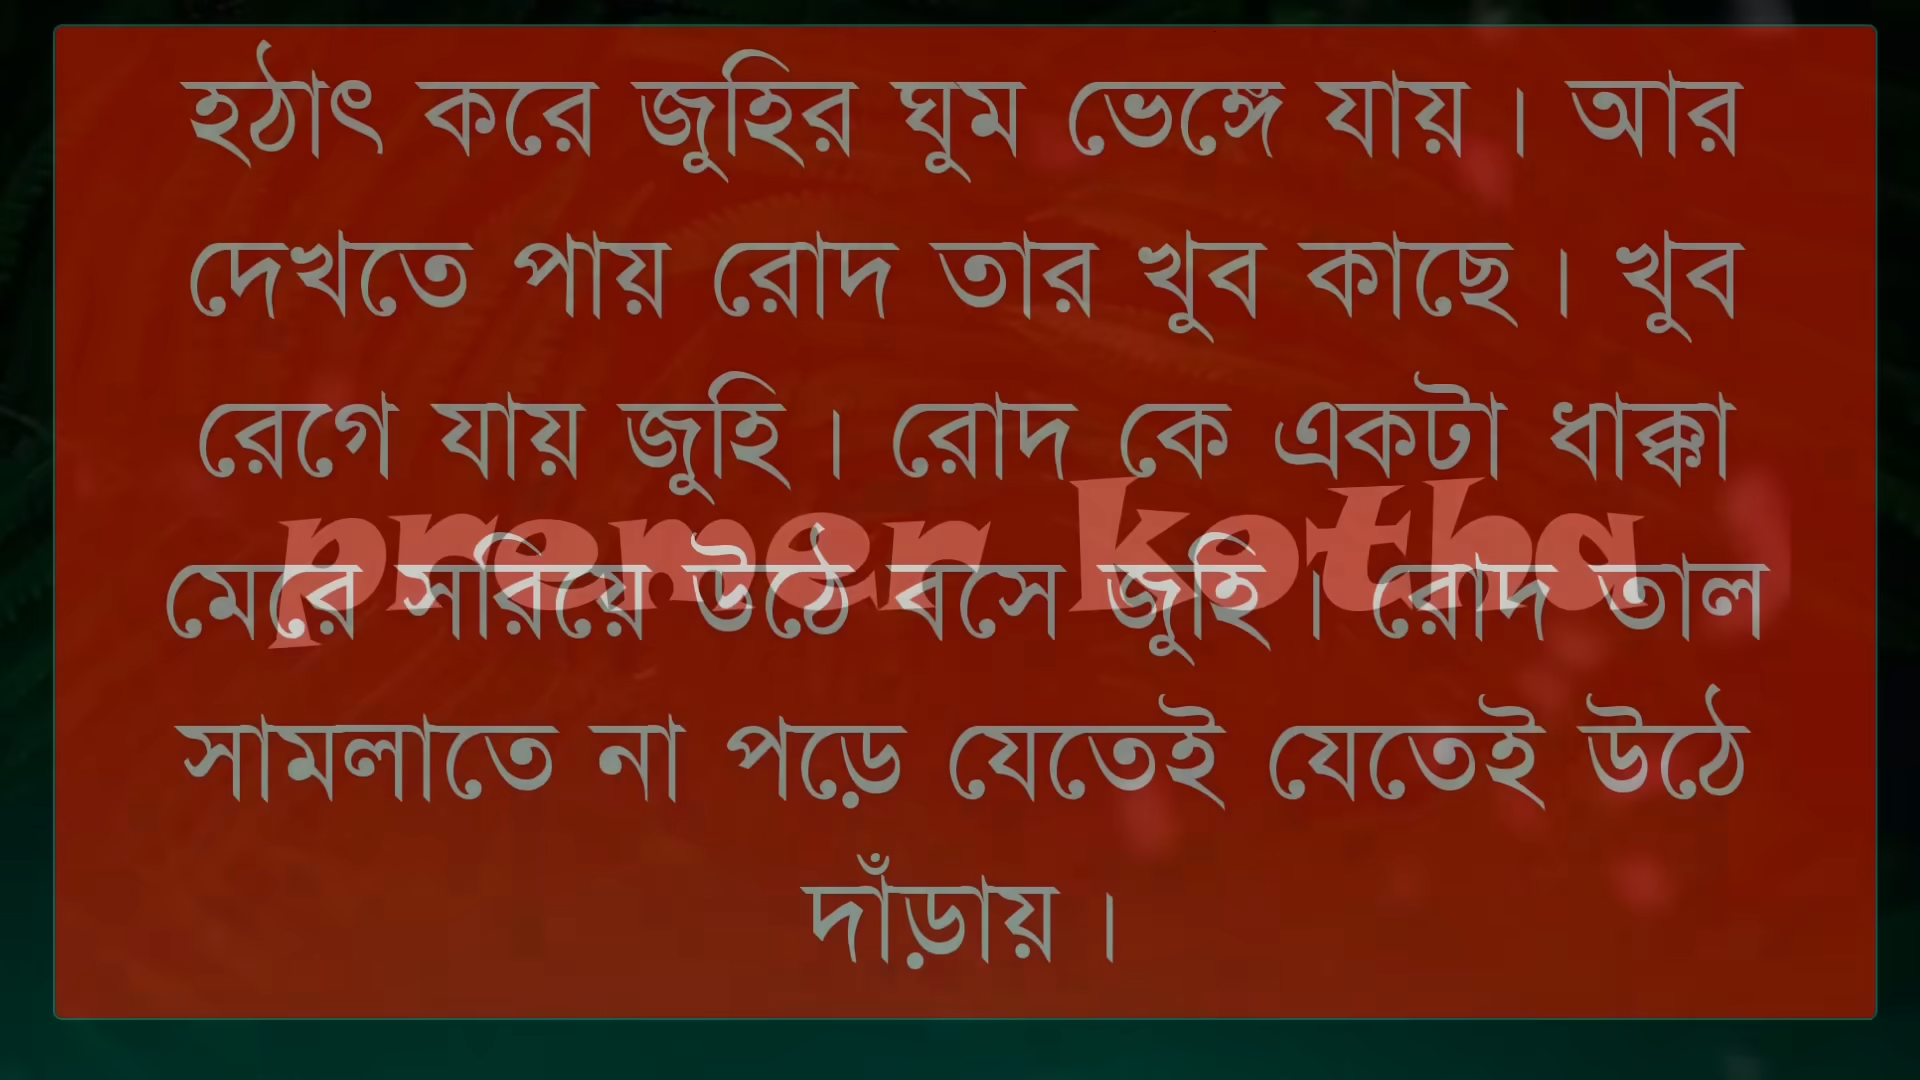 হঠাৎ করে জুহির ঘুম ভেঙ্গে যায়। আর
দেখতে পায় রোদ তার খুব কাছে। খুব
রেগে যায় জুহি। রোদ কে একটা ধাক্কা
premer kotha
মেরে সরিয়ে উঠে বসে জুহি। রোদ তাল
সামলাতে না পড়ে যেতেই যেতেই উঠে
দাঁড়ায়।